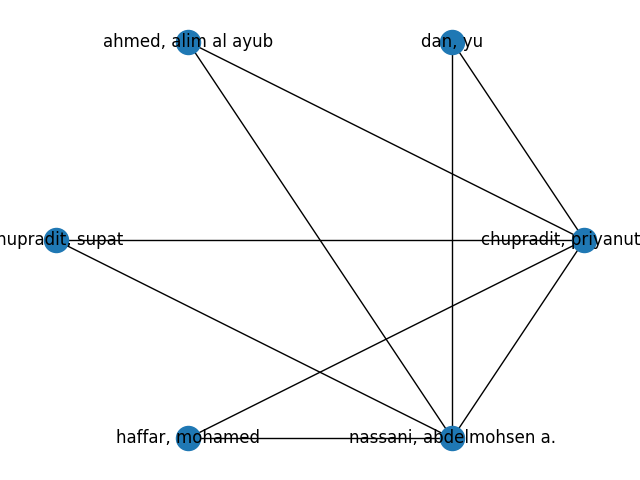 ahmed, alim al ayub
dan, yu
hupradit, supat
chupradit, priyanut
haffar, mohamed
nassani, abdelmohsen a.